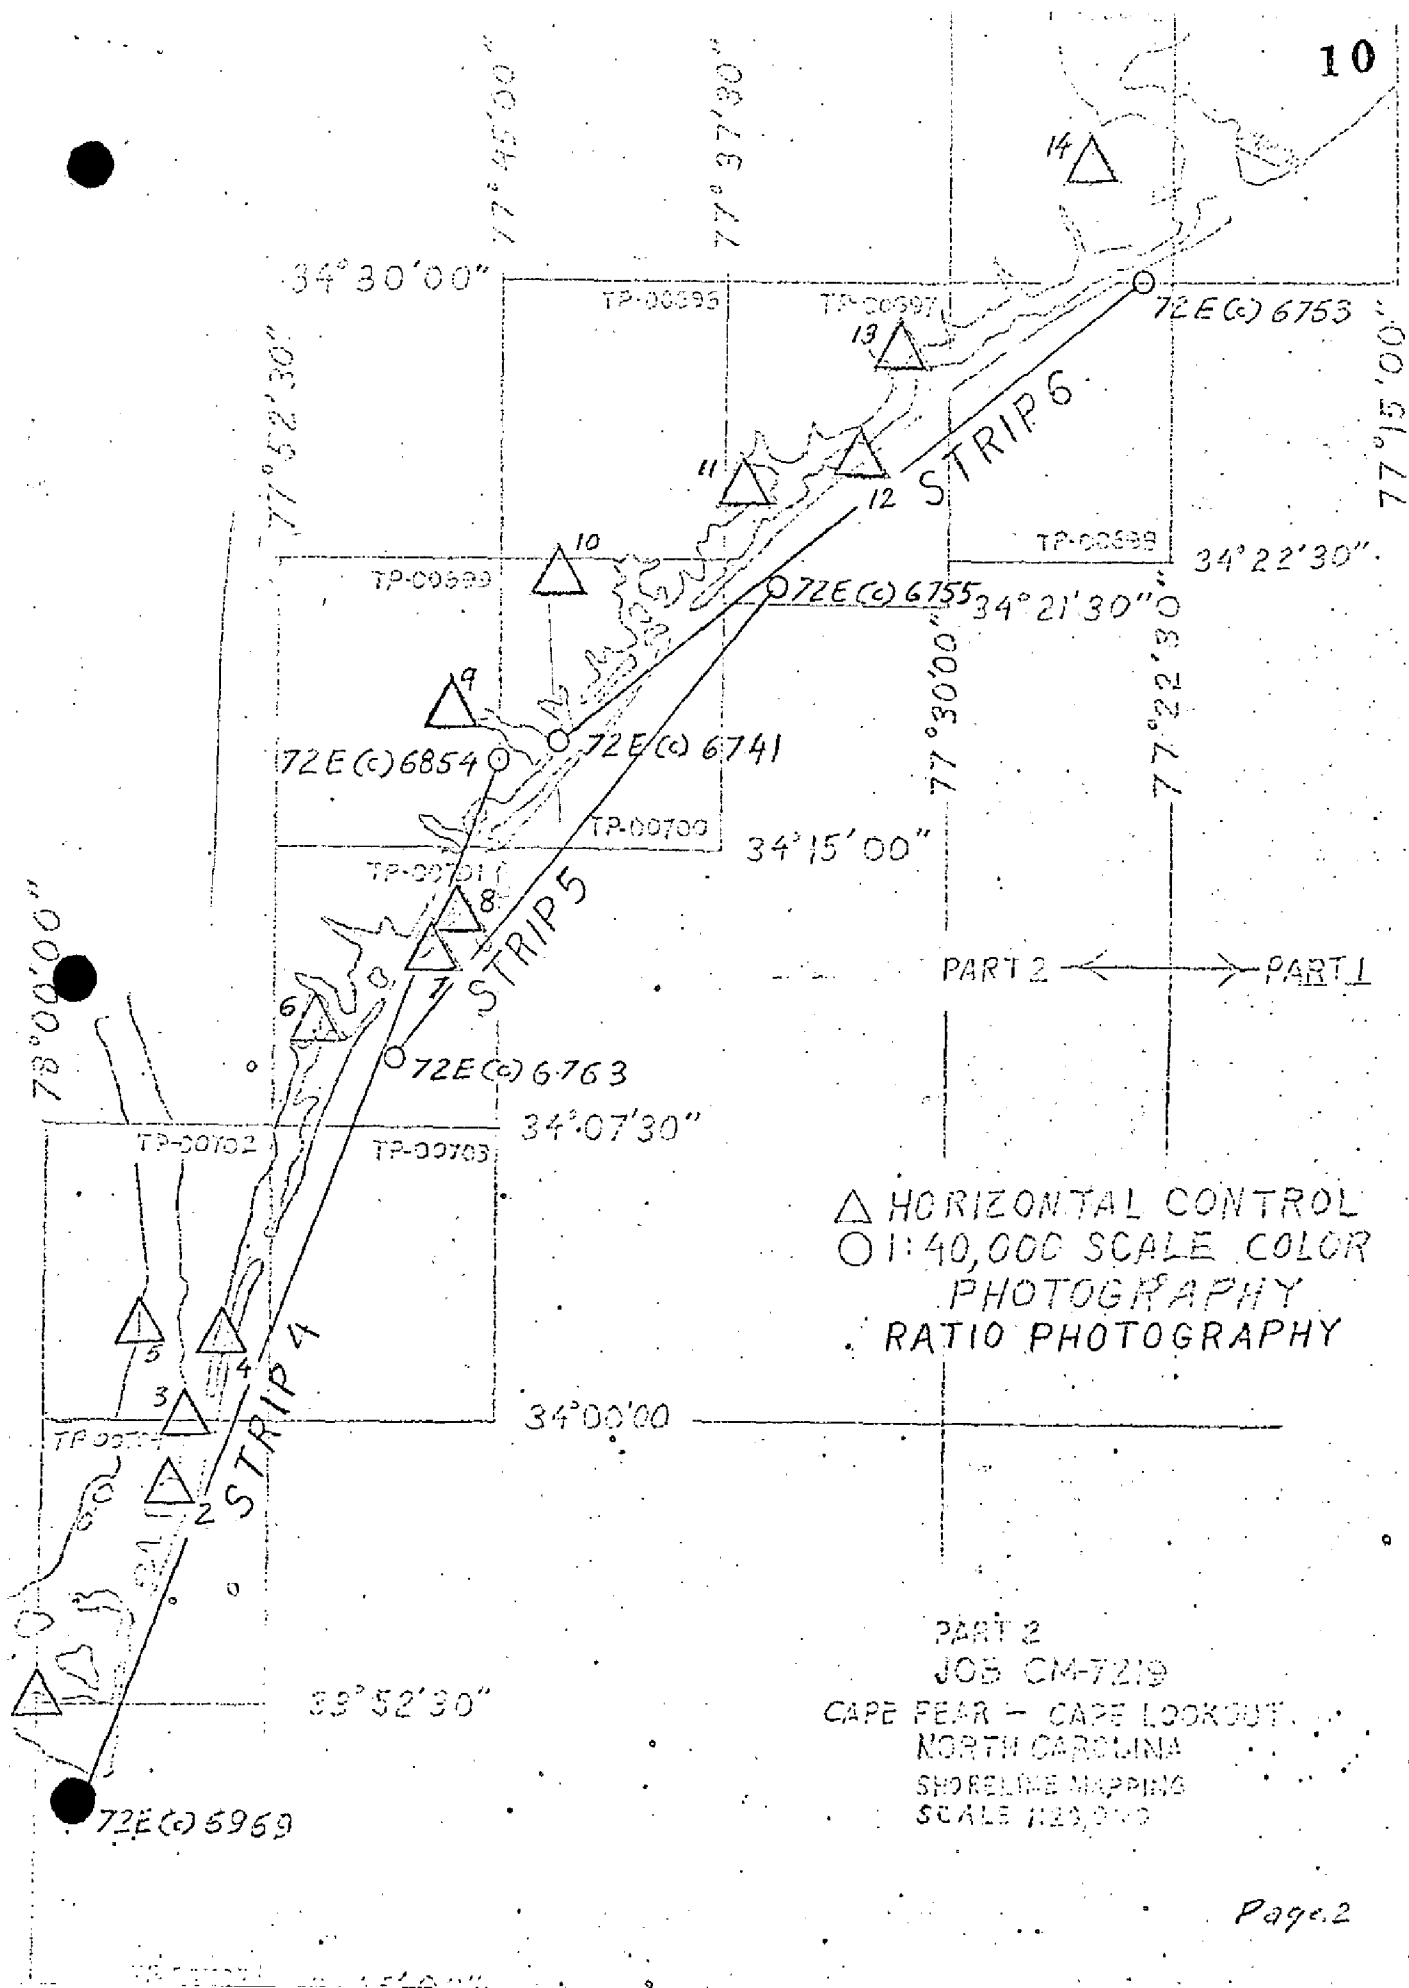 10
77°45'00"
77°37'30"
14
34°30'00"
TP-00697
72E(c)6753
13
77°52'30"
77°15'00"
STRIP 6
11
12
10
TP-00699
34°22'30"
72E(c)6755
34°21'30"
9
77°30'00"
77°22'30"
72E(c)6854
72E(c)6741
TP-00700
34°15'00"
TP-00701
8
STRIP 5
78°00'00"
7
PART 2
PART 1
6
72E(c)6763
34°07'30"
TP-00702
TP-00703
HORIZONTAL CONTROL
1:40,000 SCALE COLOR
PHOTOGRAPHY
RATIO PHOTOGRAPHY
5
4
STRIP 4
3
34°00'00
2
PART 2
JOB CM-7219
CAPE FEAR – CAPE LOOKOUT
NORTH CAROLINA
SHORELINE MAPPING
SCALE
33°52'30"
72E(c)6969
Page 2